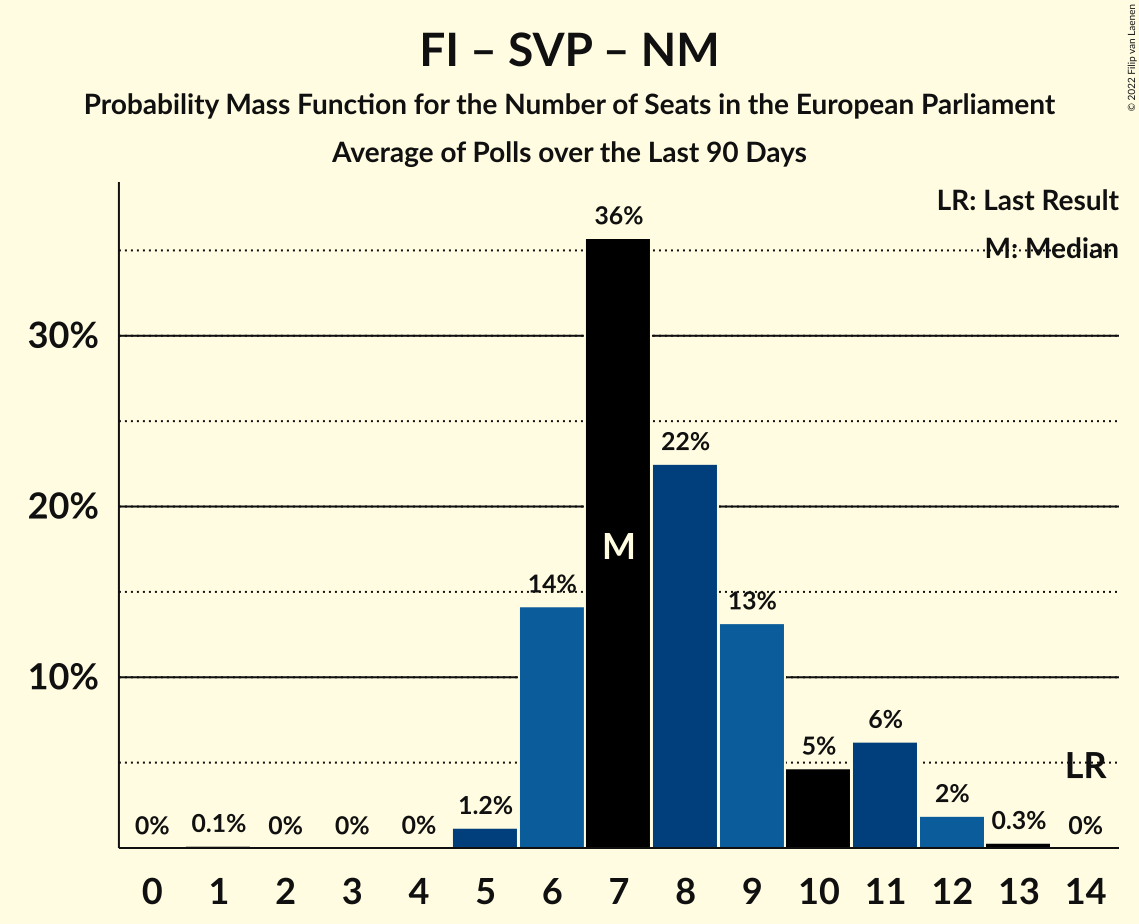 FI – SVP – NM
Probability Mass Function for the Number of Seats in the European Parliament
Average of Polls over the Last 90 Days
© 2022 Filip van Laenen
LR: Last Result
M: Median
30%
20%
10%
0% 0.1% 0% 0% 0% 1.2% 14% 36% 22% 13% 5% 6% 2% 0.3% 0%
M
LR
0 1 2 3 4 5 6 7 8 9 10 11 12 13 14